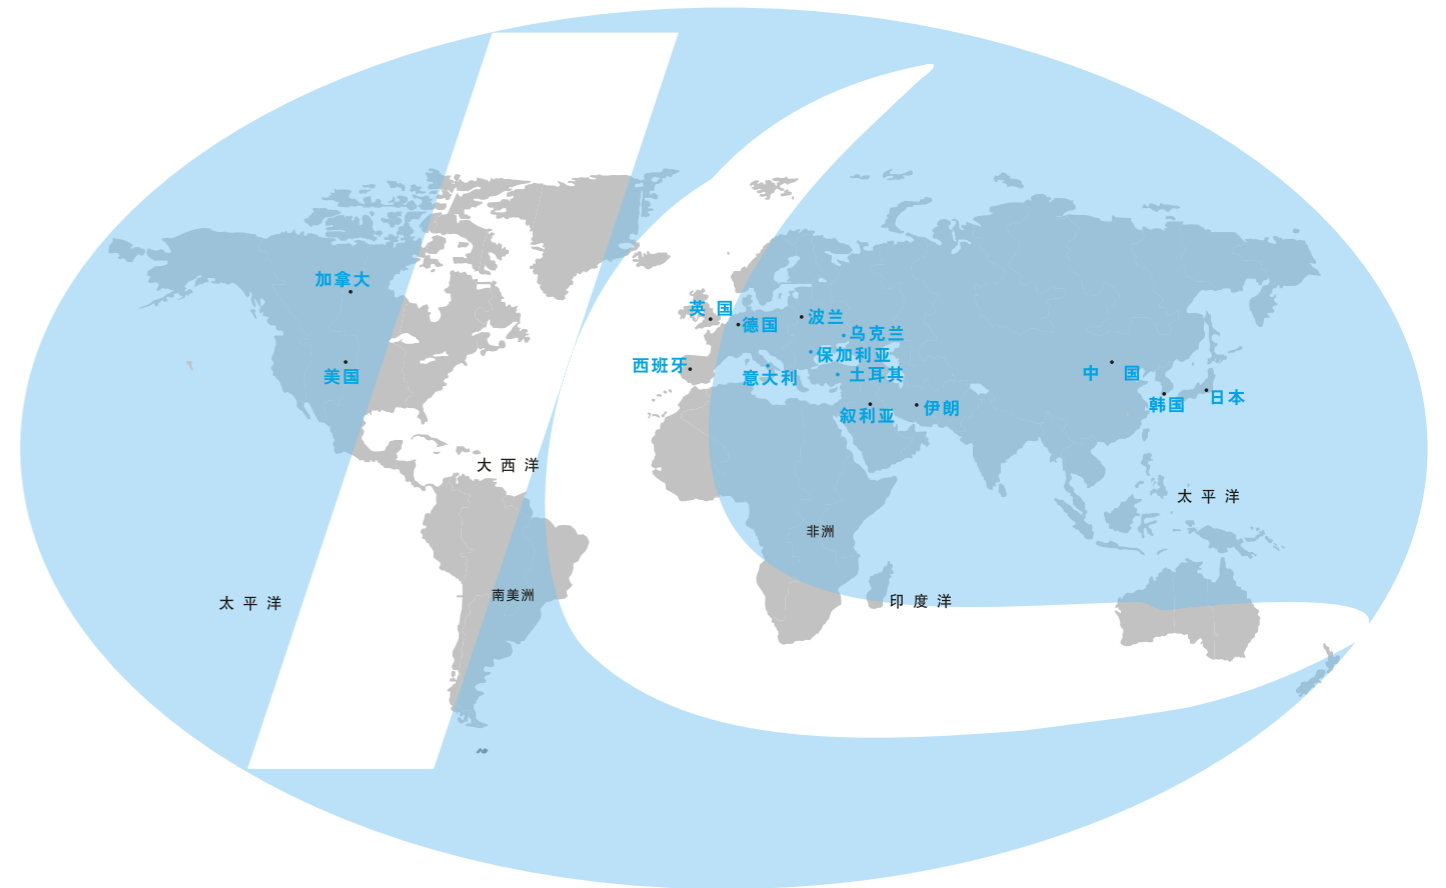 加拿大
美国
英 国
德国
波兰
乌克兰
保加利亚
西班牙
意大利
土耳其
叙利亚
伊朗
中 国
韩国
日本
大 西 洋
太 平 洋
非洲
南美洲
太 平 洋
印 度 洋